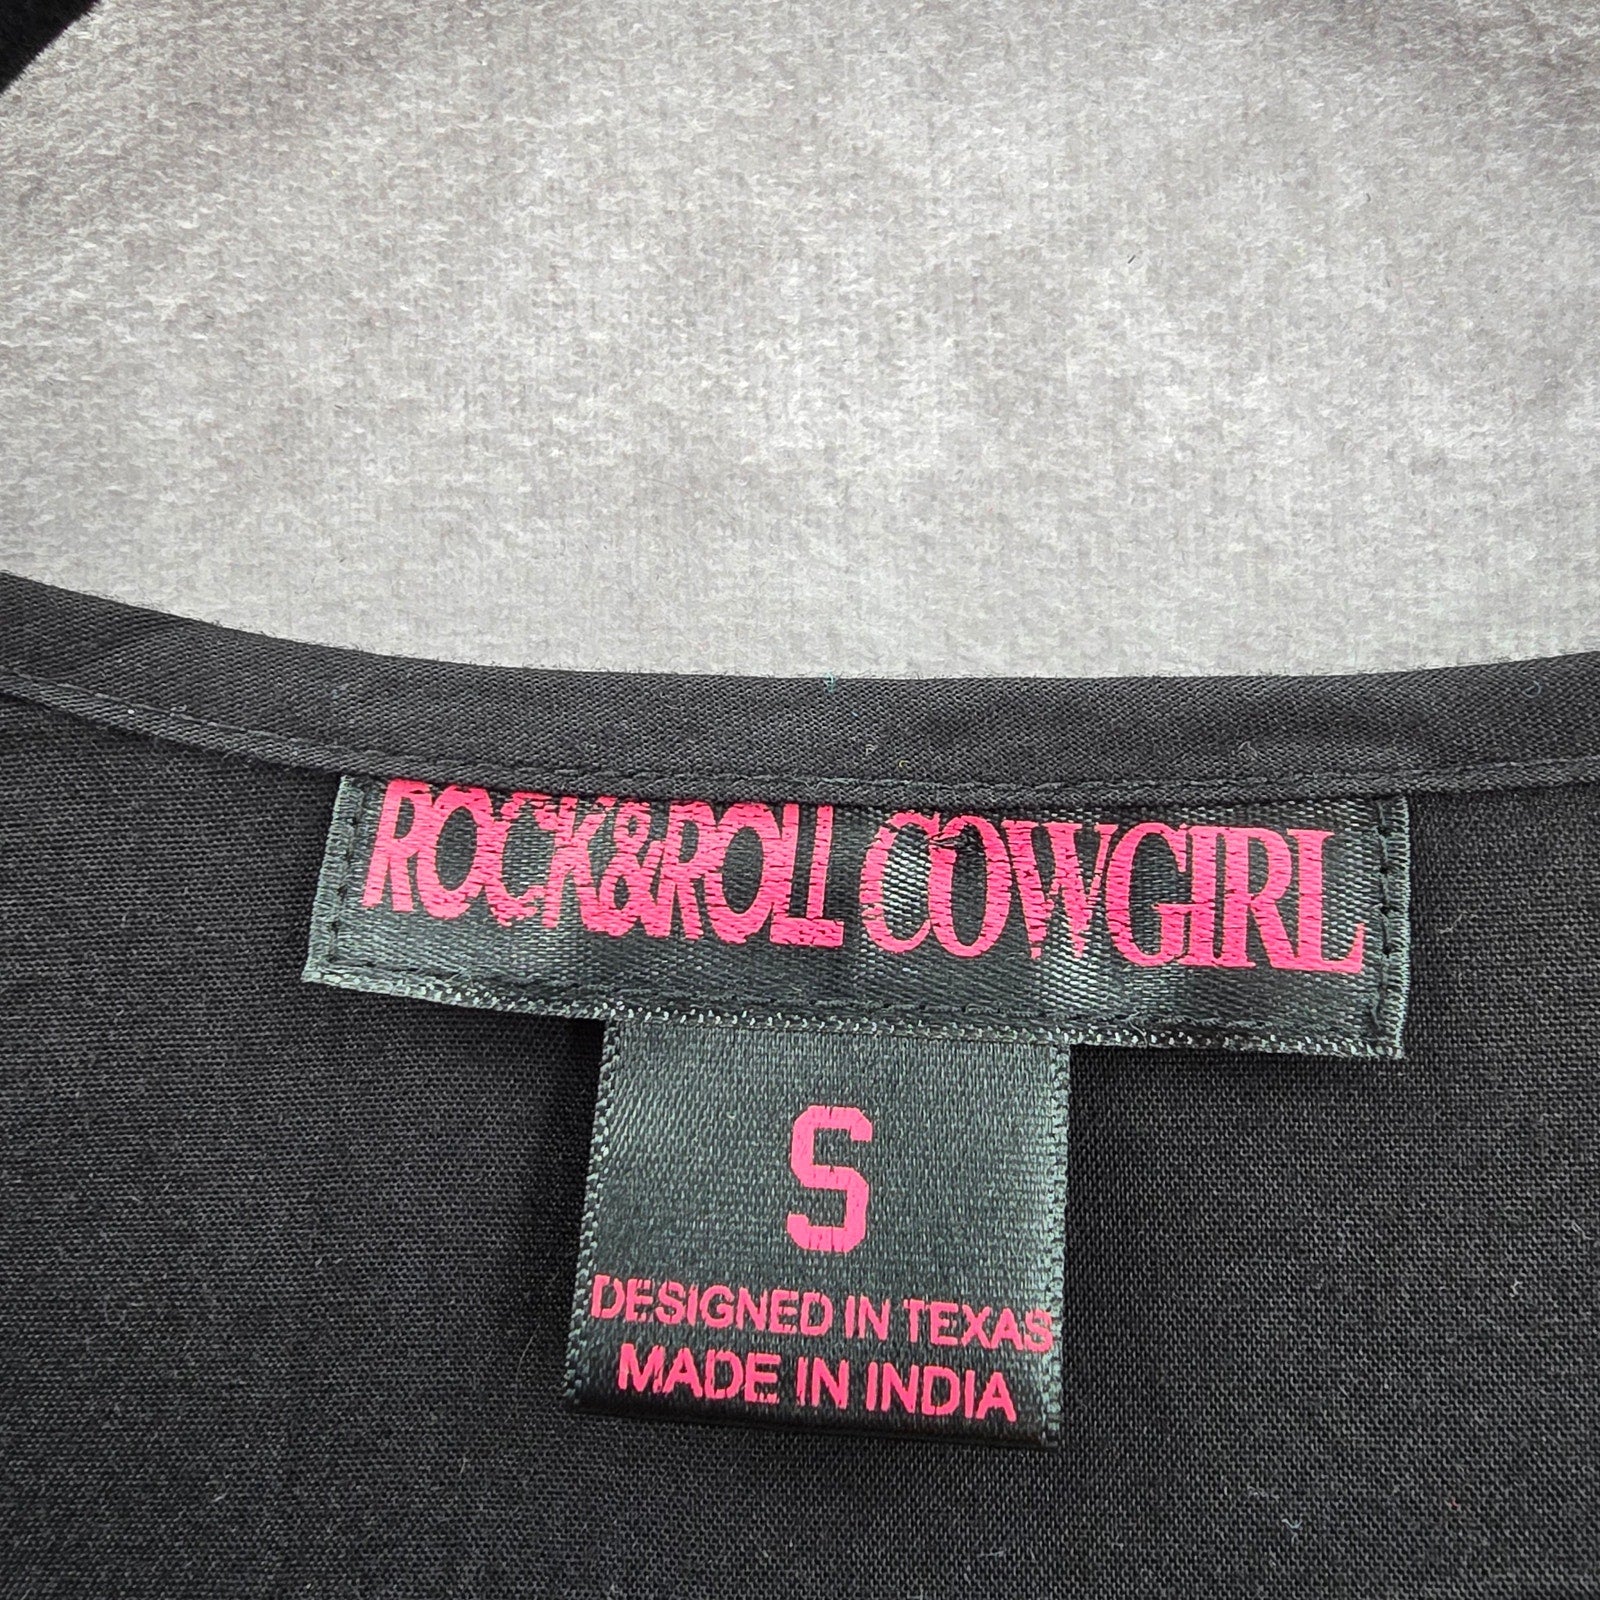 ROCK&ROLL COWGIRL
S
DESIGNED IN TEXAS
MADE IN INDIA